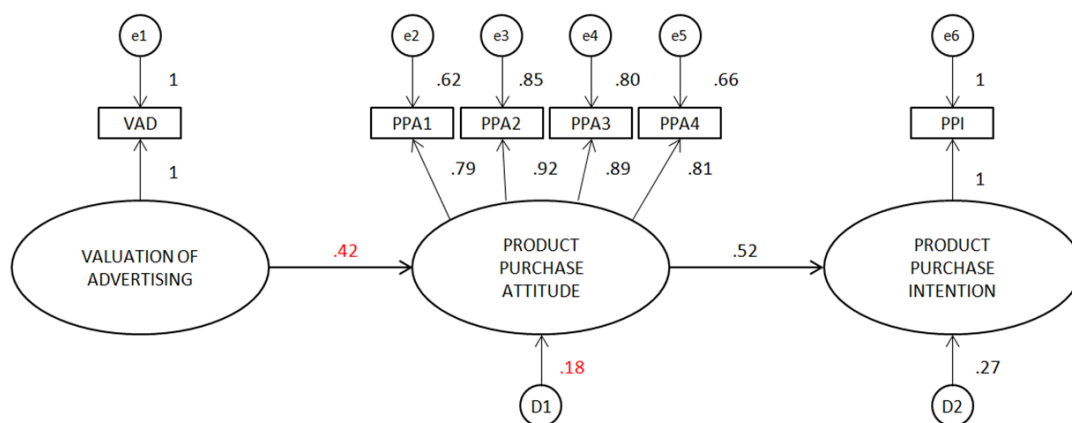 e1
e2
e3
e4
e5
e6
1
.62
.85
.80
.66
1
VAD
PPA1
PPA2
PPA3
PPA4
PPI
1
.79
.92
.89
.81
1
VALUATION OF
ADVERTISING
.42
PRODUCT
PURCHASE
ATTITUDE
.52
PRODUCT
PURCHASE
INTENTION
.18
.27
D1
D2